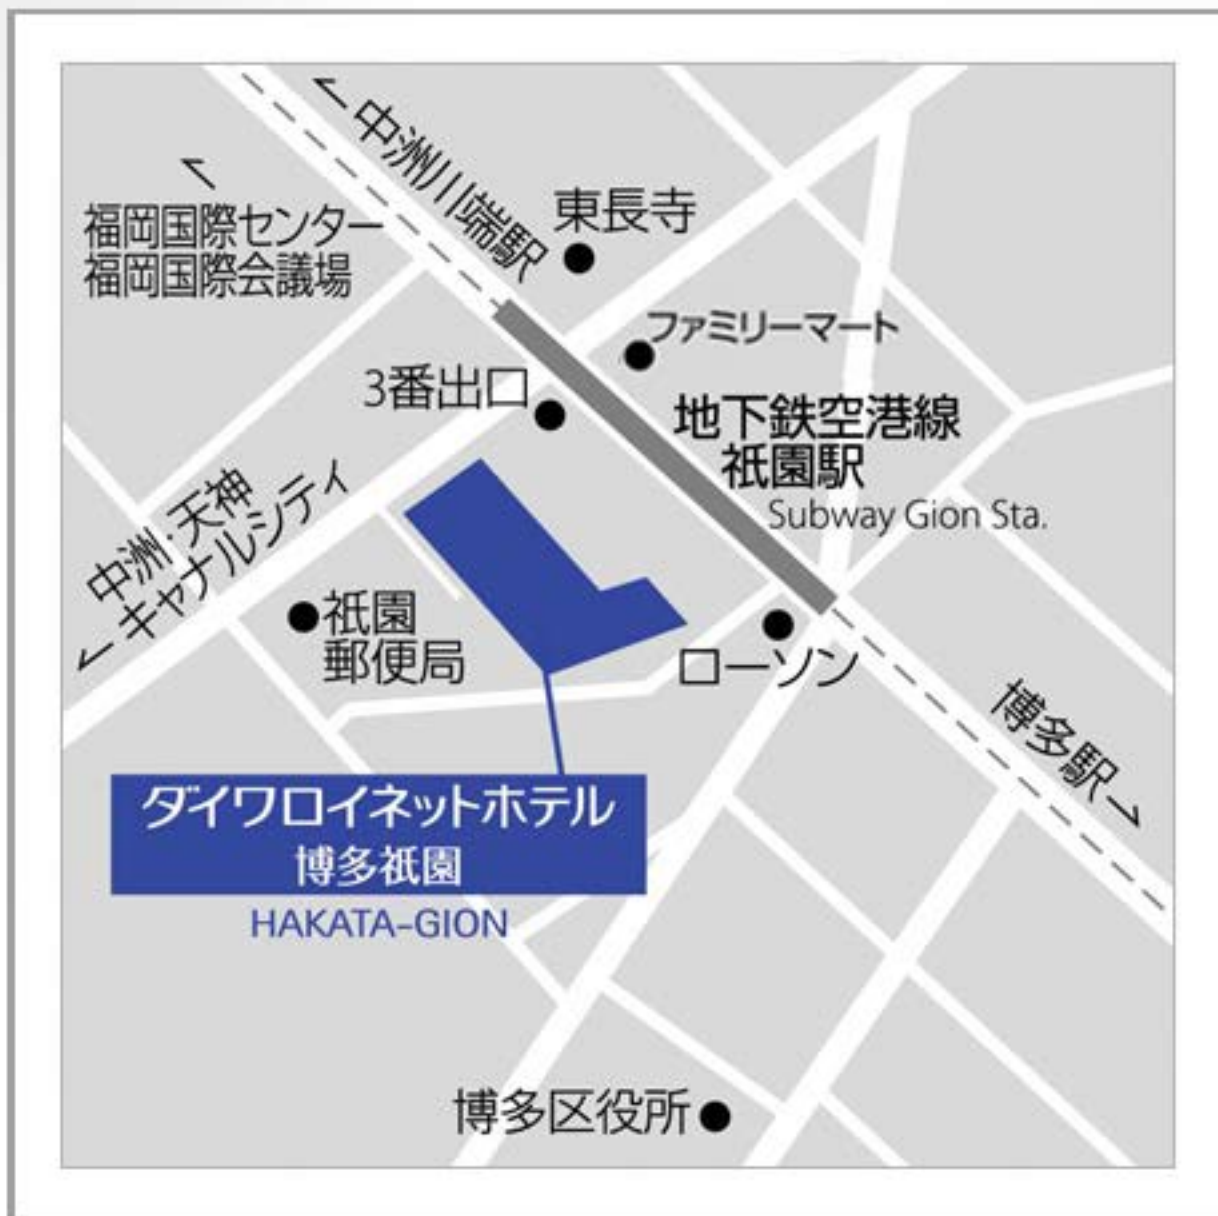 中洲川端駅
福岡国際センター
福岡国際会議場
東長寺
ファミリーマート
3番出口
地下鉄空港線
祇園駅
Subway Gion Sta.
中洲・天神
キャナルシティ
祇園
郵便局
ローソン
博多駅
ダイワロイネットホテル
博多祇園
HAKATA-GION
博多区役所